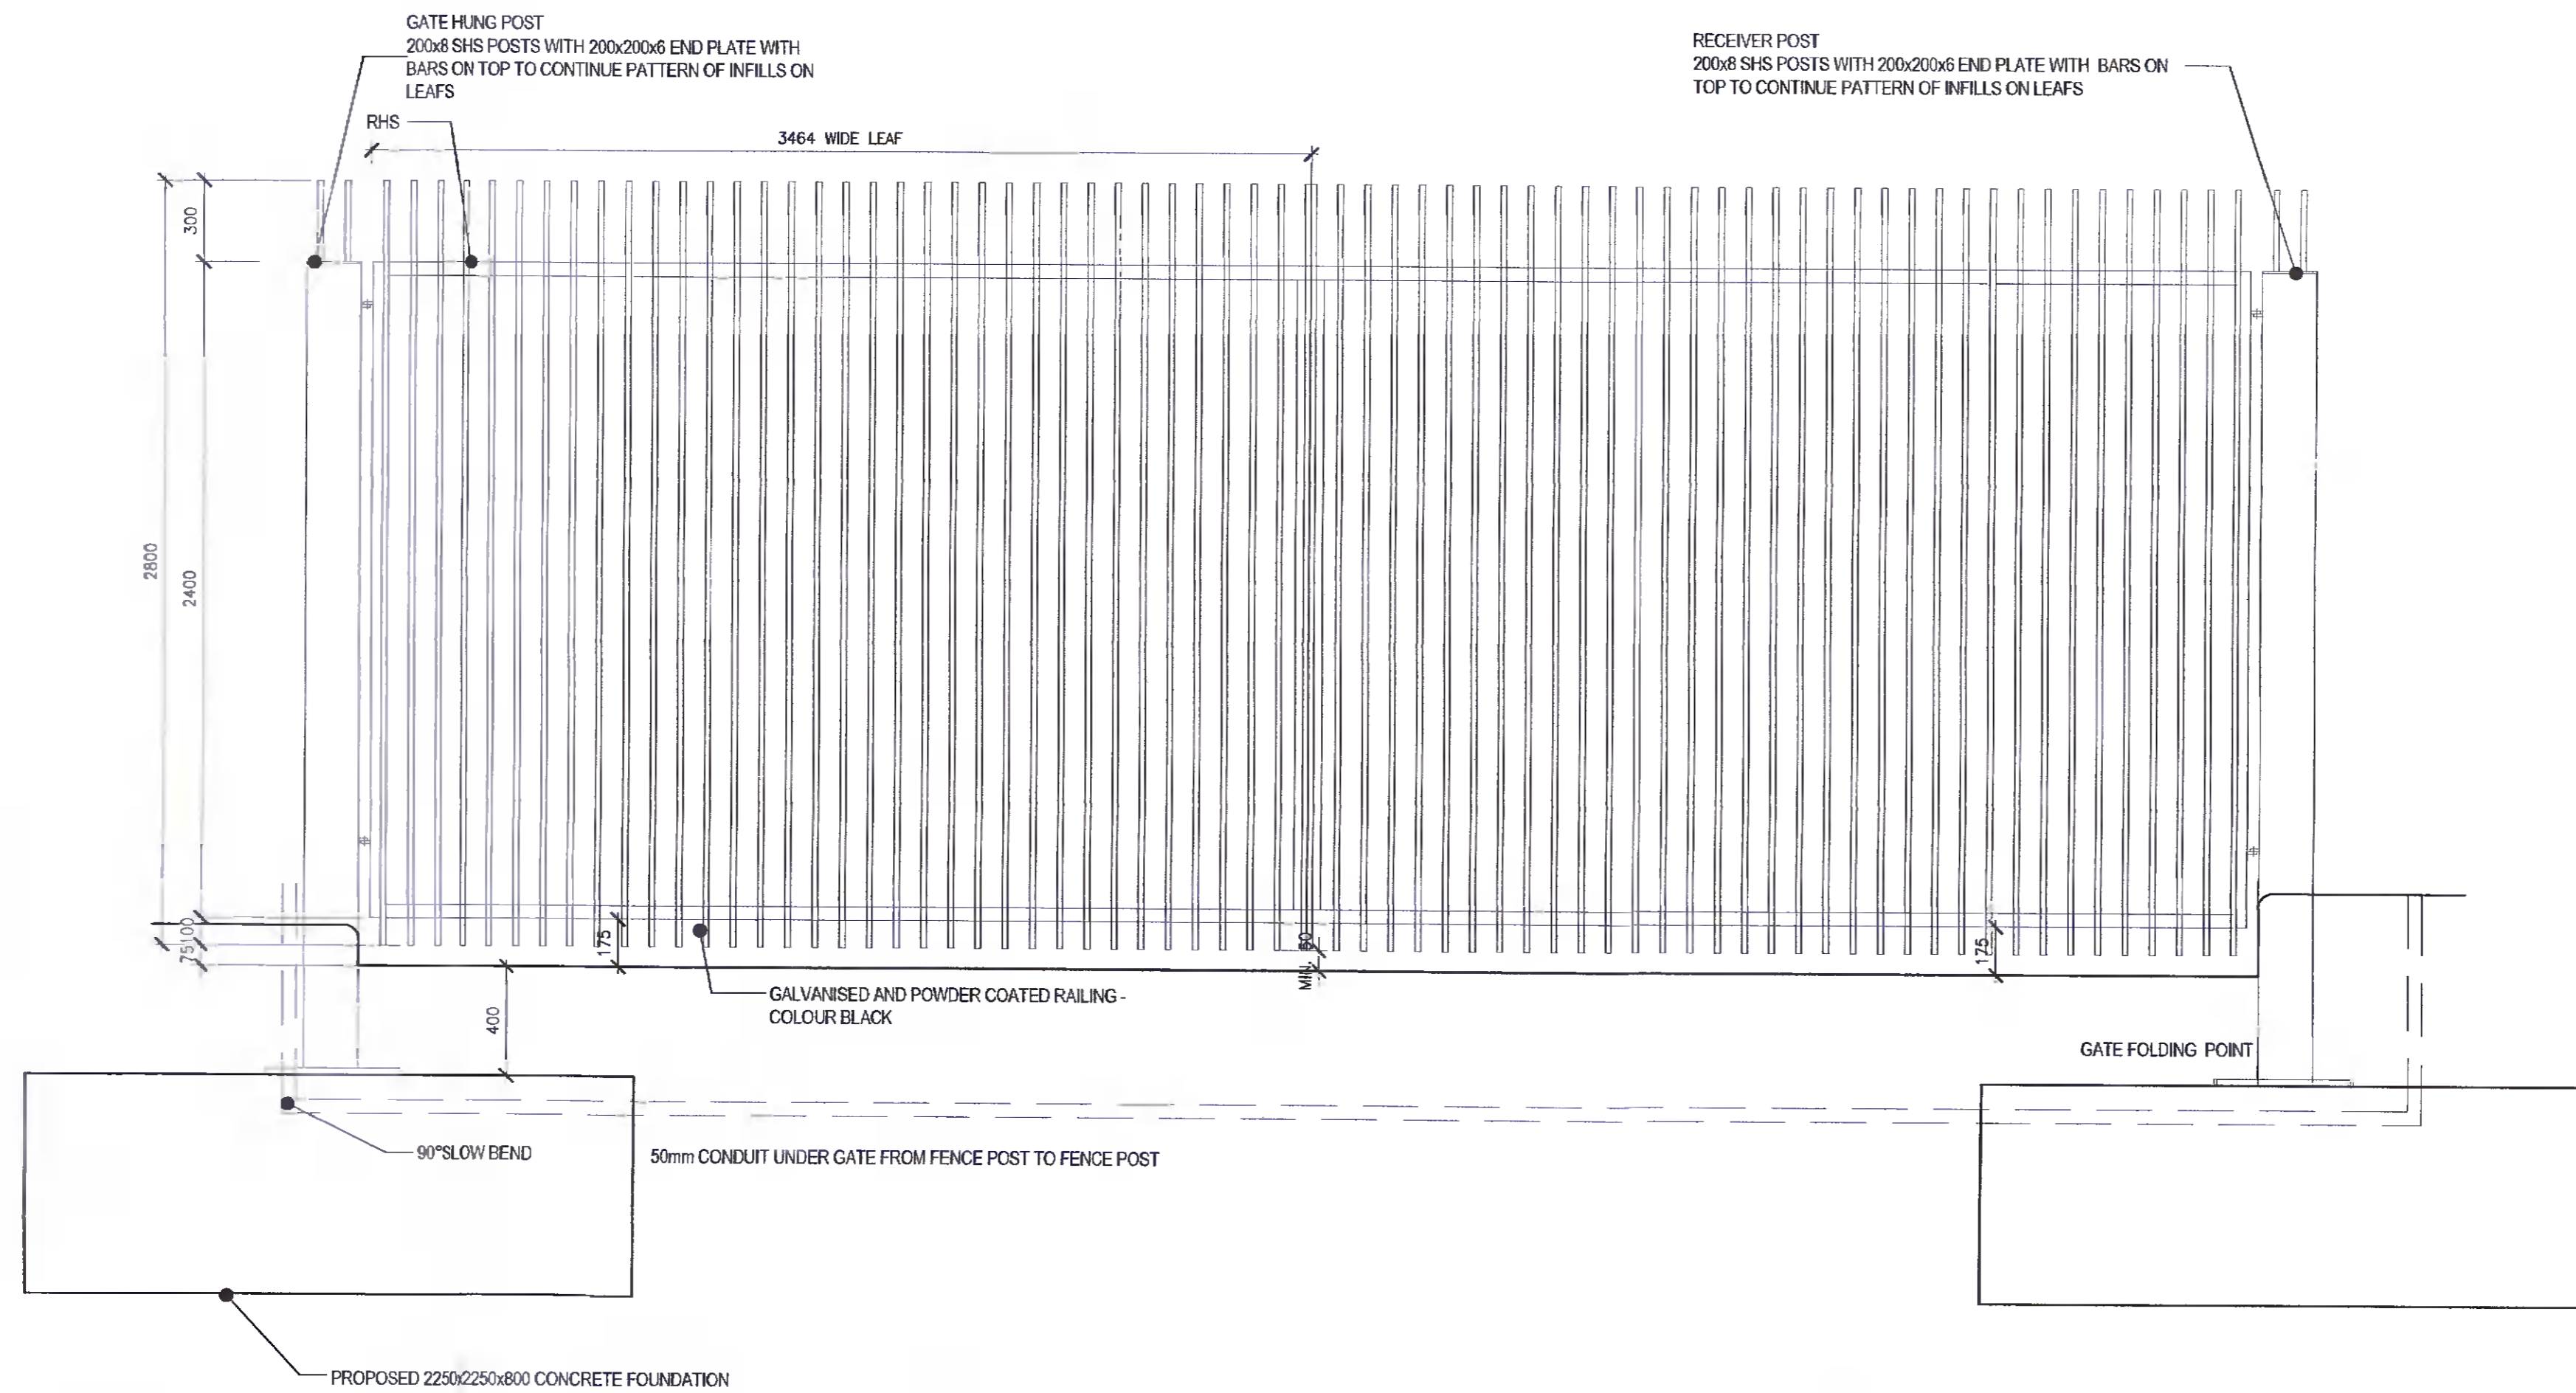 GATE HUNG POST
200x8 SHS POSTS WITH 200x200x6 END PLATE WITH
BARS ON TOP TO CONTINUE PATTERN OF INFILLS ON
LEAFS
RECEIVER POST
200x8 SHS POSTS WITH 200x200x6 END PLATE WITH BARS ON
TOP TO CONTINUE PATTERN OF INFILLS ON LEAFS
RHS
3464 WIDE LEAF
300
2800
2400
100
75
175
MIN. 50
175
GALVANISED AND POWDER COATED RAILING -
COLOUR BLACK
400
GATE FOLDING POINT
90°SLOW BEND
50mm CONDUIT UNDER GATE FROM FENCE POST TO FENCE POST
PROPOSED 2250x2250x800 CONCRETE FOUNDATION